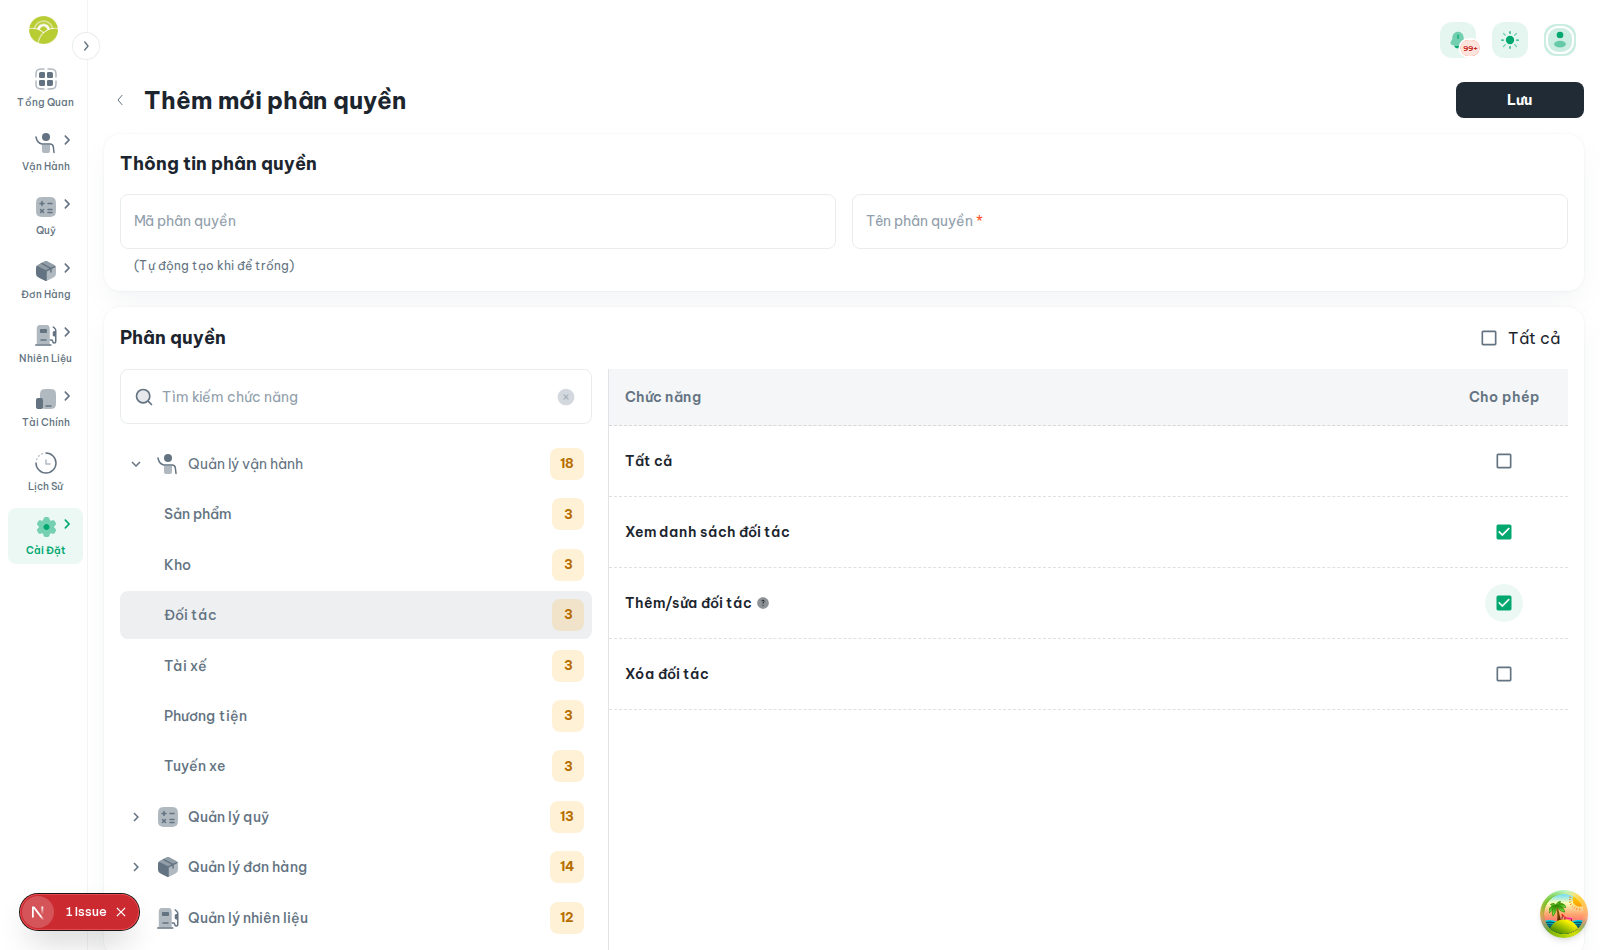 99+
Tổng Quan
Vận Hành
Quỹ
Đơn Hàng
Nhiên Liệu
Tài Chính
Lịch Sử
Cài Đặt
Thêm mới phân quyền
Lưu
Thông tin phân quyền
Mã phân quyền
Tên phân quyền *
(Tự động tạo khi để trống)
Phân quyền
Tất cả
Tìm kiếm chức năng
Quản lý vận hành 18
Sản phẩm 3
Kho 3
Đối tác 3
Tài xế 3
Phương tiện 3
Tuyến xe 3
Quản lý quỹ 13
Quản lý đơn hàng 14
Quản lý nhiên liệu 12
Chức năng Cho phép
Tất cả
Xem danh sách đối tác
Thêm/sửa đối tác
Xóa đối tác
N 1 Issue